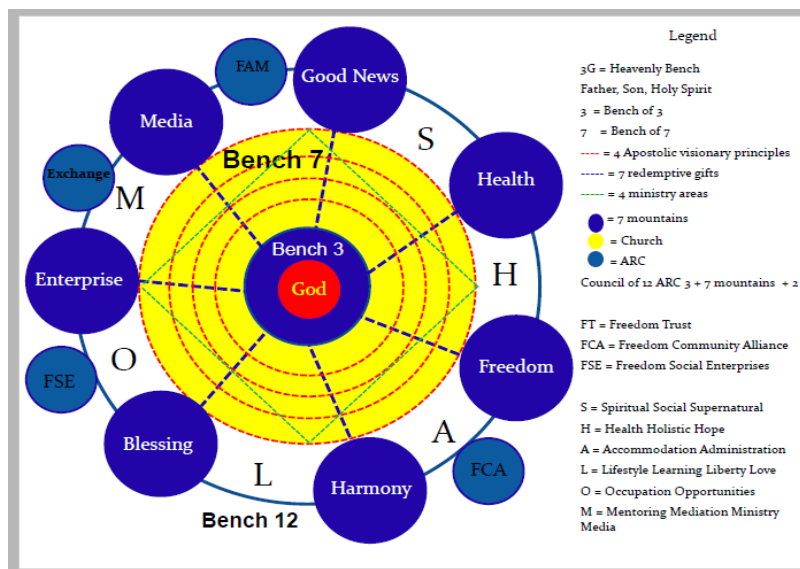 FAM
Good News
Media
Bench 7
S
Exchange
M
Health
Bench 3
Enterprise
God
H
FSE
O
Freedom
Blessing
A
L
Harmony
FCA
Bench 12
Legend
3G = Heavenly Bench
Father, Son, Holy Spirit
3 = Bench of 3
7 = Bench of 7
---- = 4 Apostolic visionary principles
----- = 7 redemptive gifts
----- = 4 ministry areas
= 7 mountains
= Church
= ARC
Council of 12 ARC 3 + 7 mountains + 2
FT = Freedom Trust
FCA = Freedom Community Alliance
FSE = Freedom Social Enterprises
S = Spiritual Social Supernatural
H = Health Holistic Hope
A = Accommodation Administration
L = Lifestyle Learning Liberty Love
O = Occupation Opportunities
M = Mentoring Mediation Ministry
Media